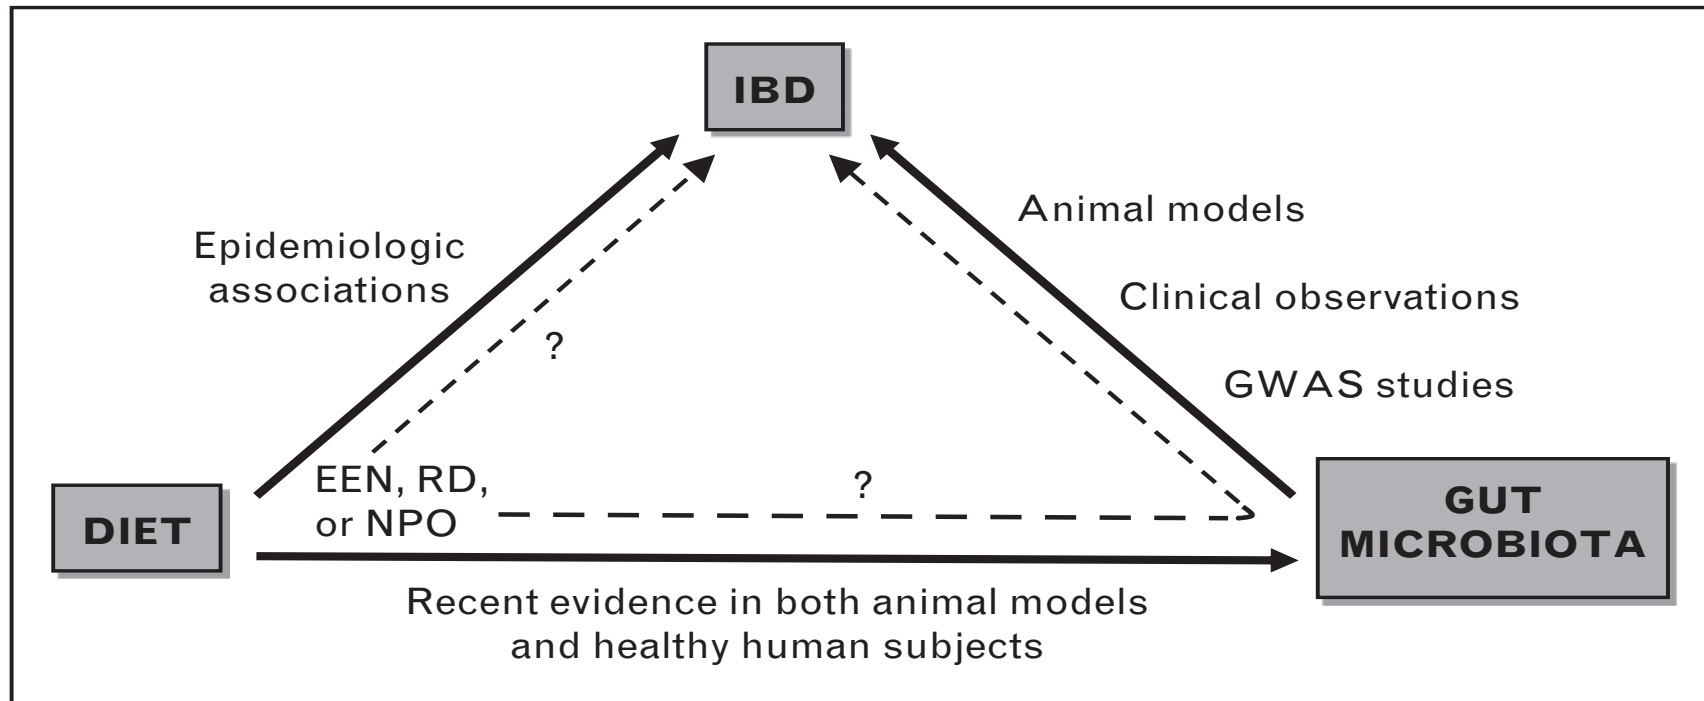 IBD
Epidemiologic
associations
Animal models
Clinical observations
GWAS studies
?
EEN, RD,
or NPO
?
DIET
GUT
MICROBIOTA
Recent evidence in both animal models
and healthy human subjects